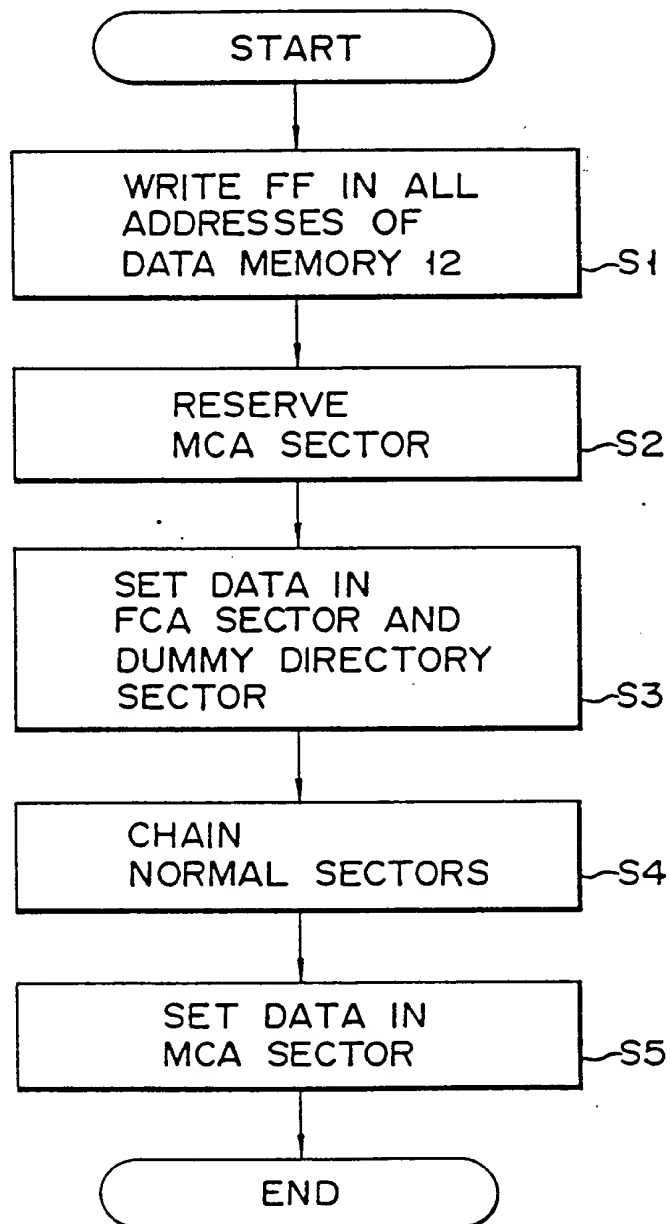 START
WRITE FF IN ALL
ADDRESSES OF
DATA MEMORY 12
S1
RESERVE
MCA SECTOR
S2
SET DATA IN
FCA SECTOR AND
DUMMY DIRECTORY
SECTOR
S3
CHAIN
NORMAL SECTORS
S4
SET DATA IN
MCA SECTOR
S5
END